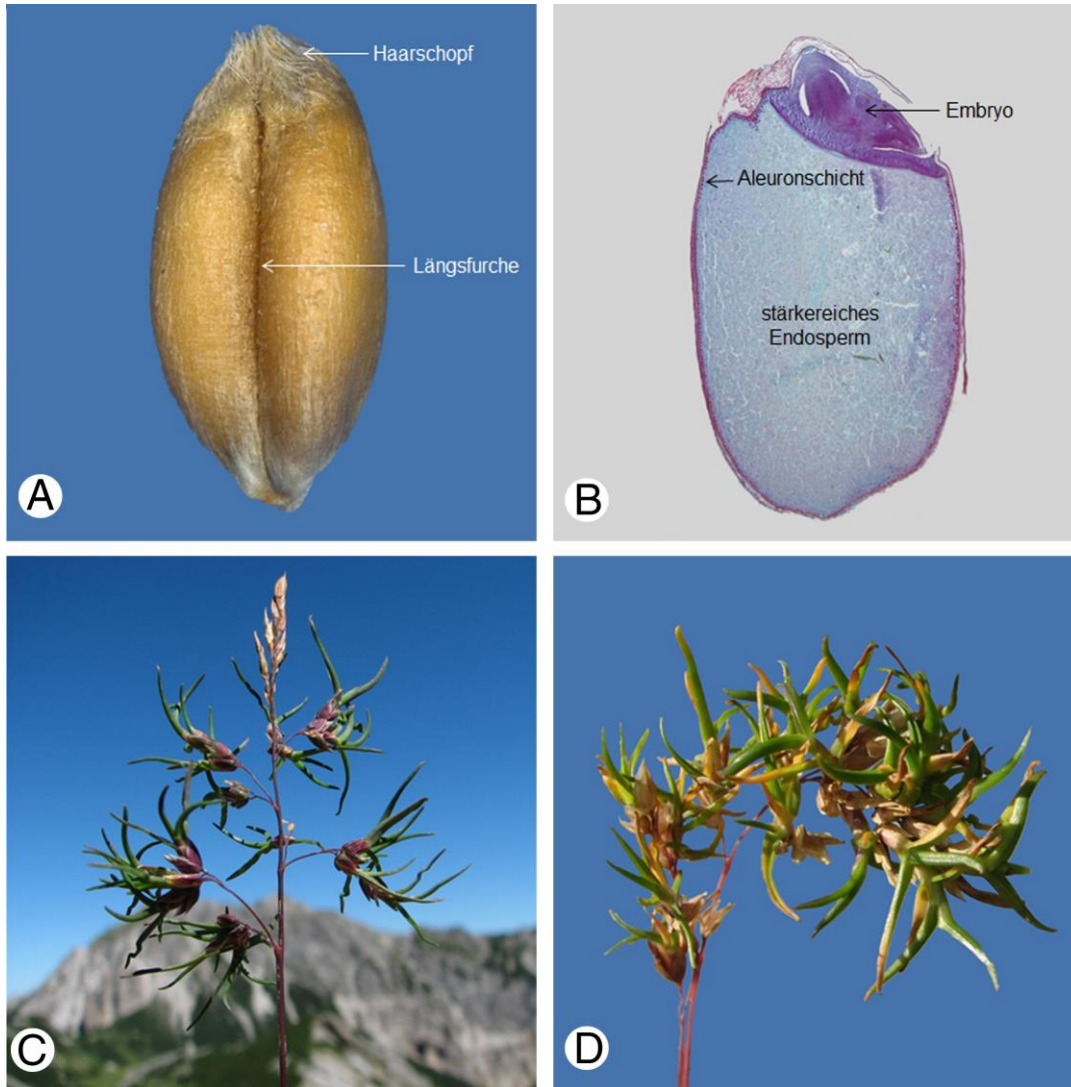 Haarschopf
Längsfurche
A
Embryo
Aleuronschicht
stärkereiches
Endosperm
B
C
D